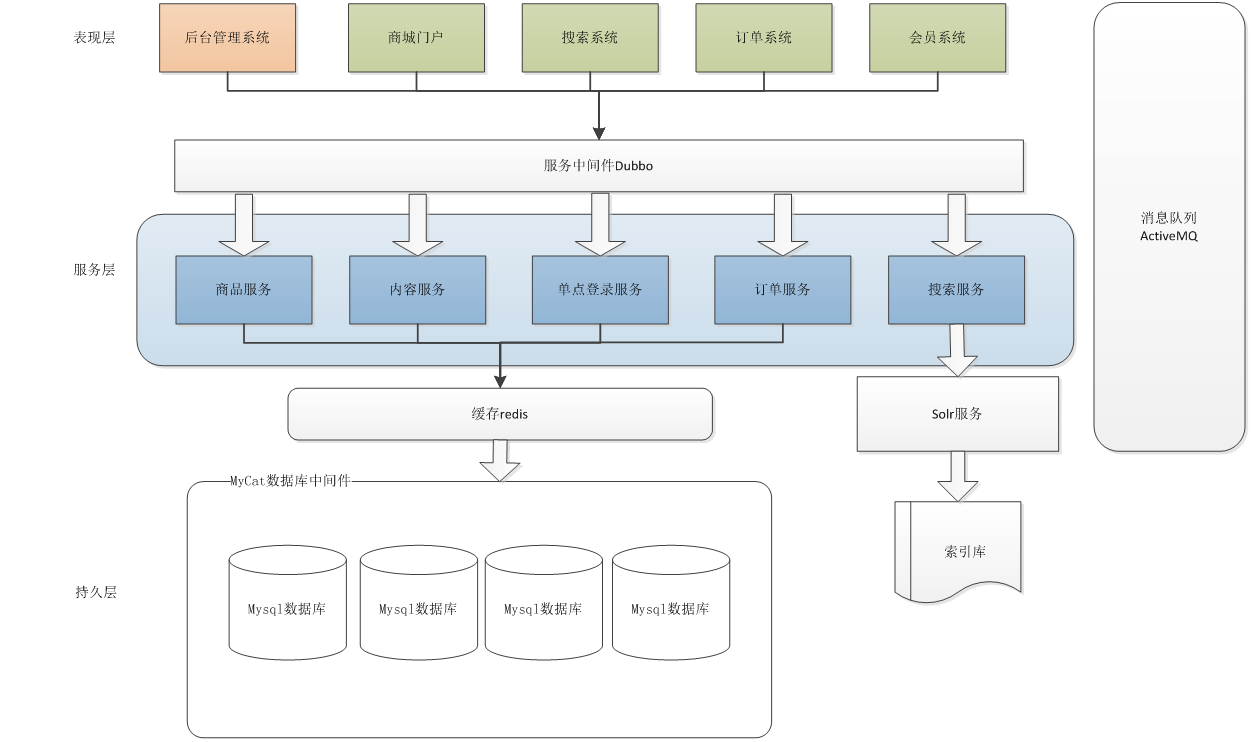 表现层
后台管理系统
商城门户
搜索系统
订单系统
会员系统
服务中间件Dubbo
消息队列
ActiveMQ
服务层
商品服务
内容服务
单点登录服务
订单服务
搜索服务
缓存redis
Solr服务
MyCat数据库中间件
索引库
持久层
Mysql数据库
Mysql数据库
Mysql数据库
Mysql数据库